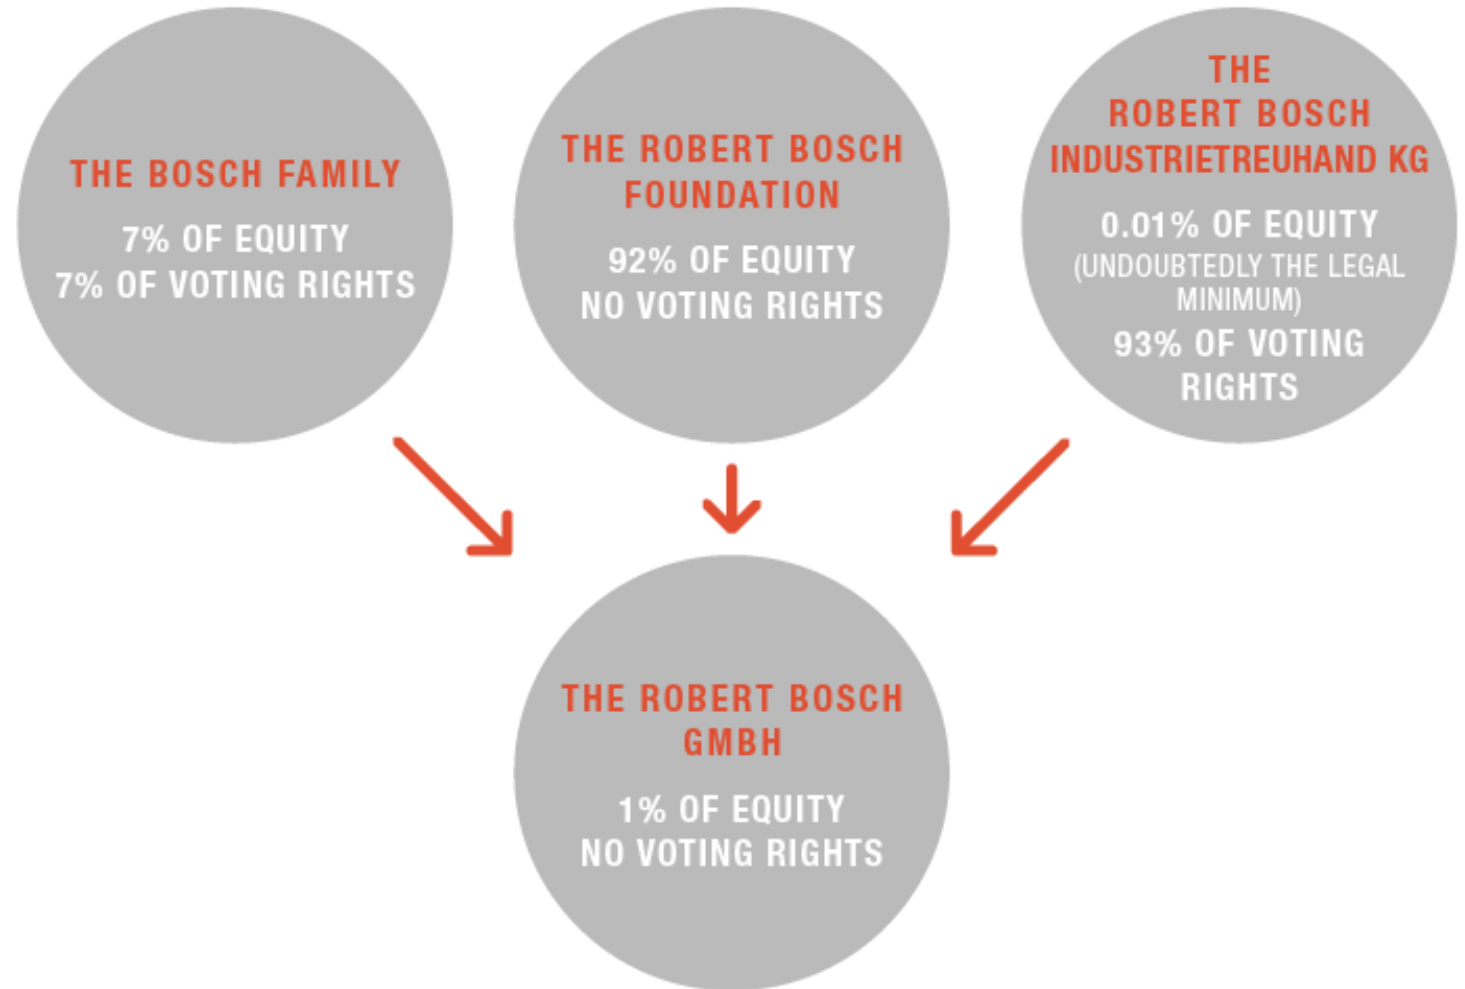 THE BOSCH FAMILY
7% OF EQUITY
7% OF VOTING RIGHTS
THE ROBERT BOSCH
FOUNDATION
92% OF EQUITY
NO VOTING RIGHTS
THE
ROBERT BOSCH
INDUSTRIETREUHAND KG
0.01% OF EQUITY
(UNDOUBTEDLY THE LEGAL
MINIMUM)
93% OF VOTING
RIGHTS
THE ROBERT BOSCH
GMBH
1% OF EQUITY
NO VOTING RIGHTS